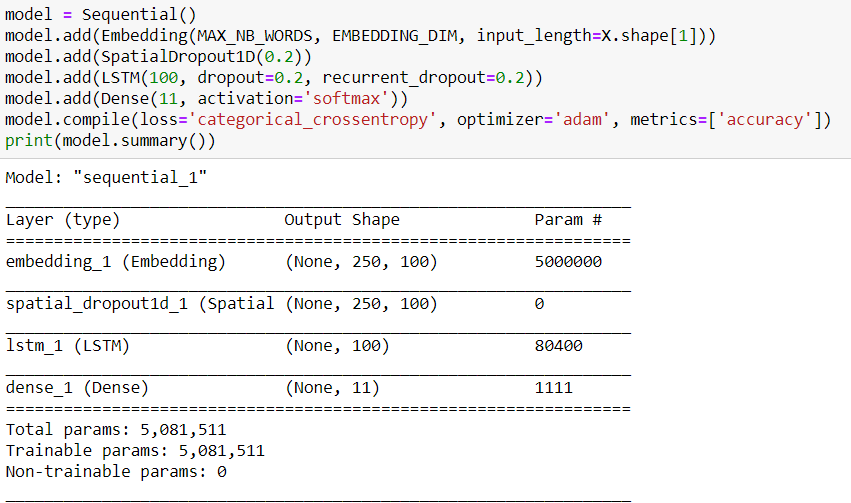 model = Sequential()
model.add(Embedding(MAX_NB_WORDS, EMBEDDING_DIM, input_length=X.shape[1]))
model.add(SpatialDropout1D(0.2))
model.add(LSTM(100, dropout=0.2, recurrent_dropout=0.2))
model.add(Dense(11, activation='softmax'))
model.compile(loss='categorical_crossentropy', optimizer='adam', metrics=['accuracy'])
print(model.summary())
Model: "sequential_1"
_________________________________________________________________
Layer (type)                 Output Shape              Param #
=================================================================
embedding_1 (Embedding)      (None, 250, 100)          5000000
_________________________________________________________________
spatial_dropout1d_1 (Spatial (None, 250, 100)          0
_________________________________________________________________
lstm_1 (LSTM)                (None, 100)               80400
_________________________________________________________________
dense_1 (Dense)              (None, 11)                1111
=================================================================
Total params: 5,081,511
Trainable params: 5,081,511
Non-trainable params: 0
_________________________________________________________________